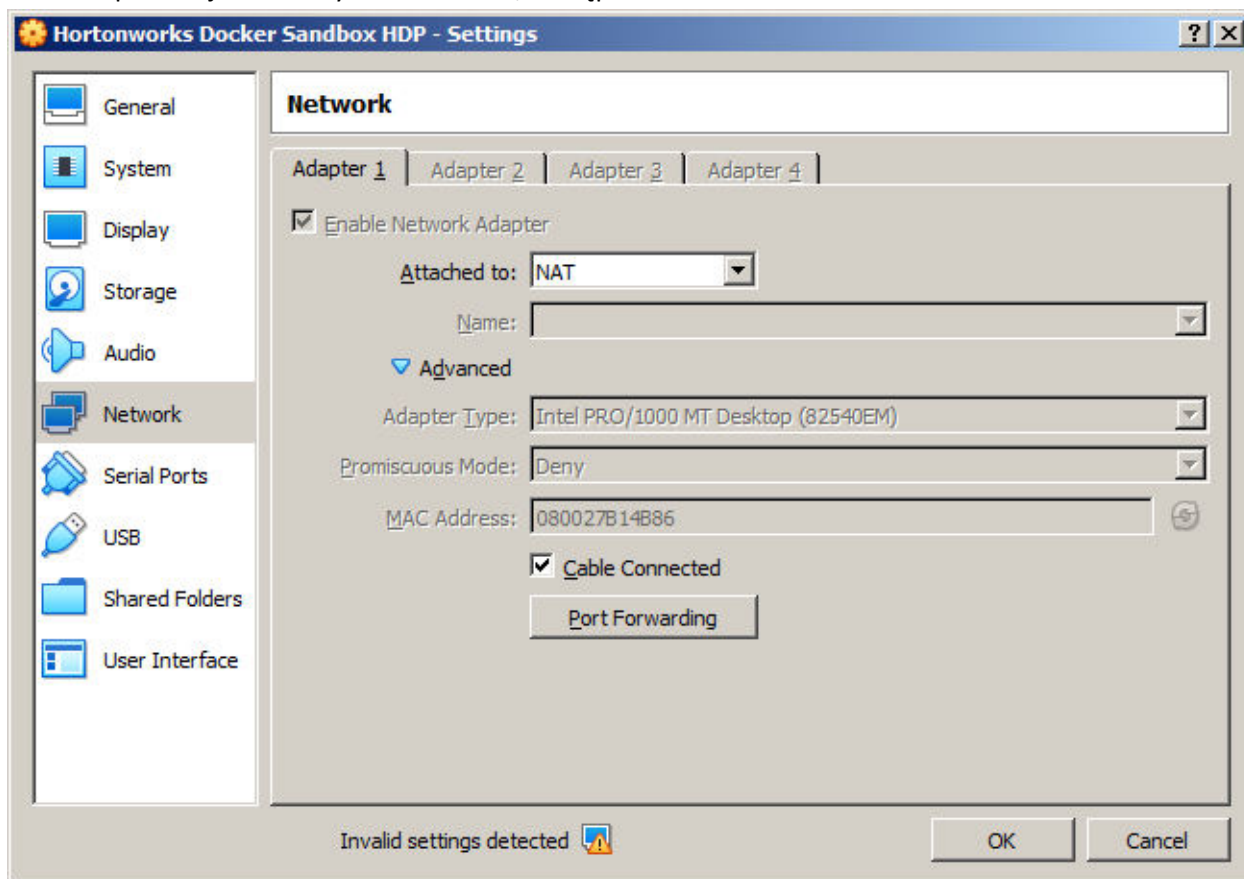 Hortonworks Docker Sandbox HDP - Settings
General
System
Display
Storage
Audio
Network
Serial Ports
USB
Shared Folders
User Interface
Network
Adapter 1 Adapter 2 Adapter 3 Adapter 4
Enable Network Adapter
Attached to: NAT
Name:
Advanced
Adapter Type: Intel PRO/1000 MT Desktop (82540EM)
Promiscuous Mode: Deny
MAC Address: 080027B14B86
Cable Connected
Port Forwarding
Invalid settings detected
OK Cancel